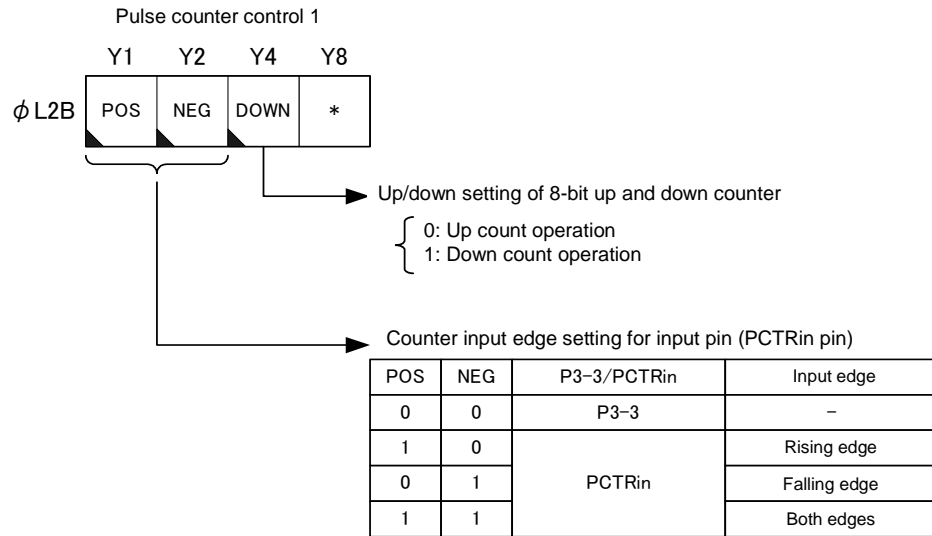 Pulse counter control 1
Y1 Y2 Y4 Y8
φL2B POS NEG DOWN *
Up/down setting of 8-bit up and down counter
0: Up count operation
1: Down count operation
Counter input edge setting for input pin (PCTRin pin)
POS NEG P3-3/PCTRin Input edge
0 0 P3-3 -
1 0 Rising edge
0 1 PCTRin Falling edge
1 1 Both edges